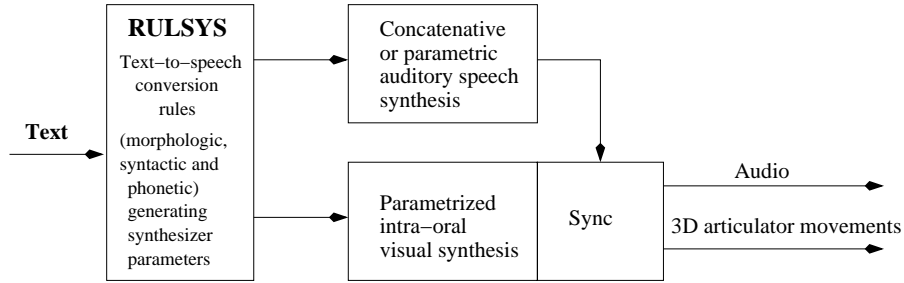 Text
RULSYS
Text−to−speech
conversion
rules
(morphologic,
syntactic and
phonetic)
generating
synthesizer
parameters
Concatenative
or parametric
auditory speech
synthesis
Parametrized
intra−oral
visual synthesis
Sync
Audio
3D articulator movements